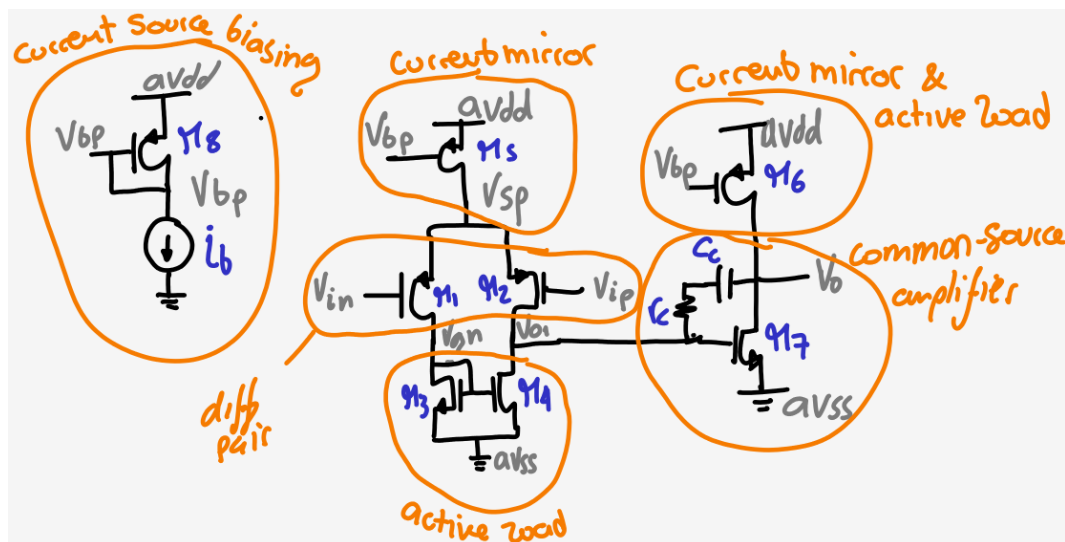 current source biasing
avdd
Vbp
M8
Vbp
ib
current mirror
avdd
Vbp
M5
Vsp
current mirror &
active load
avdd
Vbp
M6
common-source
amplifier
Cc
Vo
rc
M7
avss
Vin
M1
M2
Vip
Vgn
Vo1
diff
pair
M3
M4
avss
active load